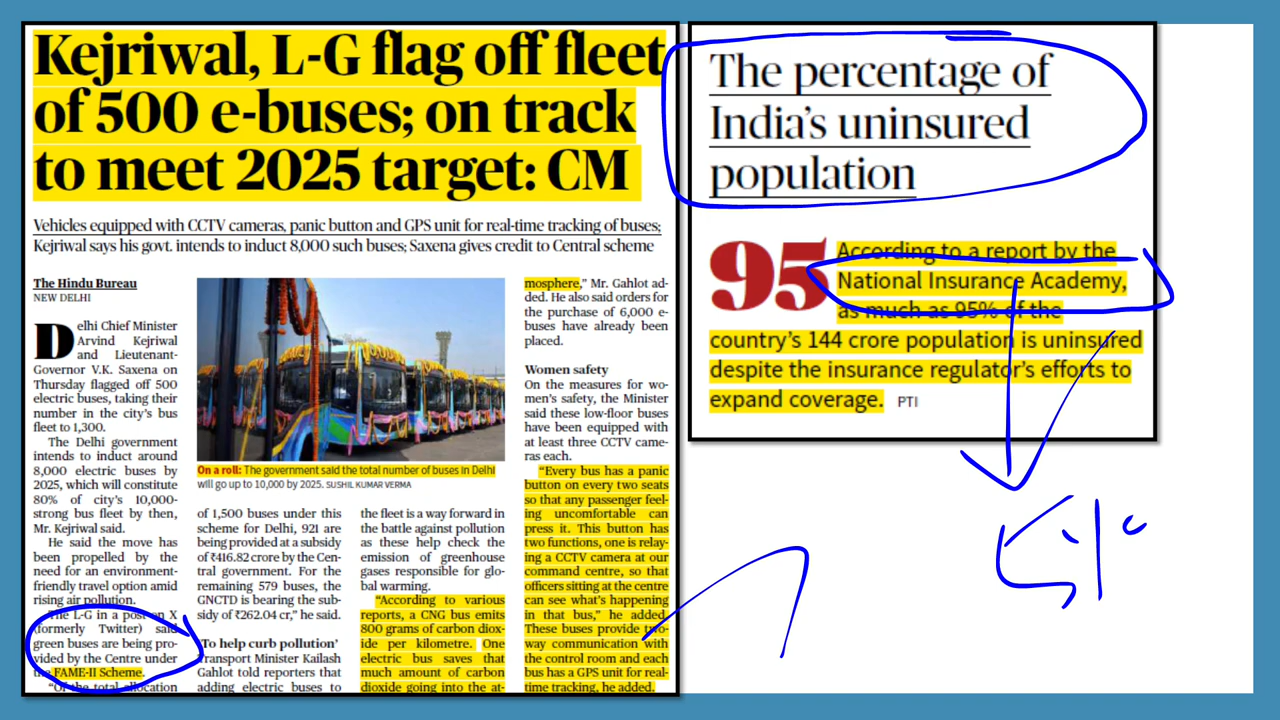 Kejriwal, L-G flag off fleet
of 500 e-buses; on track
to meet 2025 target: CM
Vehicles equipped with CCTV cameras, panic button and GPS unit for real-time tracking of buses;
Kejriwal says his govt. intends to induct 8,000 such buses; Saxena gives credit to Central scheme
The Hindu Bureau
NEW DELHI
Delhi Chief Minister
Arvind Kejriwal
and Lieutenant-
Governor V.K. Saxena on
Thursday flagged off 500
electric buses, taking their
number in the city's bus
fleet to 1,300.
The Delhi government
intends to induct around
8,000 electric buses by
2025, which will constitute
80% of city's 10,000-
strong bus fleet by then,
Mr. Kejriwal said.
He said the move has
been propelled by the
need for an environment-
friendly travel option amid
rising air pollution.
The L-G in a post on X
(formerly Twitter) said
green buses are being pro-
vided by the Centre under
the FAME-II Scheme.
"Of the total allocation
On a roll: The government said the total number of buses in Delhi
will go up to 10,000 by 2025. SUSHIL KUMAR VERMA
of 1,500 buses under this
scheme for Delhi, 921 are
being provided at a subsidy
of ₹416.82 crore by the Cen-
tral government. For the
remaining 579 buses, the
GNCTD is bearing the sub-
sidy of ₹262.04 cr," he said.
'To help curb pollution'
Transport Minister Kailash
Gahlot told reporters that
adding electric buses to
the fleet is a way forward in
the battle against pollution
as these help check the
emission of greenhouse
gases responsible for glo-
bal warming.
"According to various
reports, a CNG bus emits
800 grams of carbon diox-
ide per kilometre. One
electric bus saves that
much amount of carbon
dioxide going into the at-
mosphere," Mr. Gahlot ad-
ded. He also said orders for
the purchase of 6,000 e-
buses have already been
placed.
Women safety
On the measures for wo-
men's safety, the Minister
said these low-floor buses
have been equipped with
at least three CCTV came-
ras each.
"Every bus has a panic
button on every two seats
so that any passenger feel-
ing uncomfortable can
press it. This button has
two functions, one is relay-
ing a CCTV camera at our
command centre, so that
officers sitting at the centre
can see what's happening
in that bus," he added.
These buses provide two-
way communication with
the control room and each
bus has a GPS unit for real-
time tracking, he added.
The percentage of
India's uninsured
population
95 According to a report by the
National Insurance Academy,
as much as 95% of the
country's 144 crore population is uninsured
despite the insurance regulator's efforts to
expand coverage. PTI